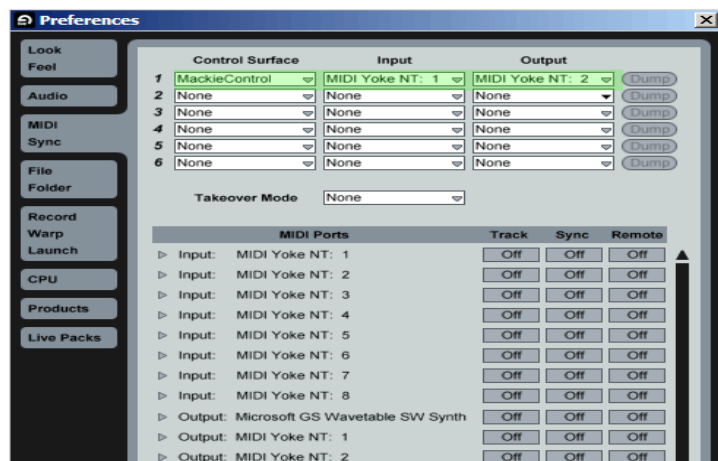 Preferences
Look
Feel
Audio
MIDI
Sync
File
Folder
Record
Warp
Launch
CPU
Products
Live Packs
Control Surface Input Output
1 MackieControl MIDI Yoke NT: 1 MIDI Yoke NT: 2 Dump
2 None None None Dump
3 None None None Dump
4 None None None Dump
5 None None None Dump
6 None None None Dump
Takeover Mode None
MIDI Ports Track Sync Remote
Input: MIDI Yoke NT: 1 Off Off Off
Input: MIDI Yoke NT: 2 Off Off Off
Input: MIDI Yoke NT: 3 Off Off Off
Input: MIDI Yoke NT: 4 Off Off Off
Input: MIDI Yoke NT: 5 Off Off Off
Input: MIDI Yoke NT: 6 Off Off Off
Input: MIDI Yoke NT: 7 Off Off Off
Input: MIDI Yoke NT: 8 Off Off Off
Output: Microsoft GS Wavetable SW Synth Off Off Off
Output: MIDI Yoke NT: 1 Off Off Off
Output: MIDI Yoke NT: 2 Off Off Off